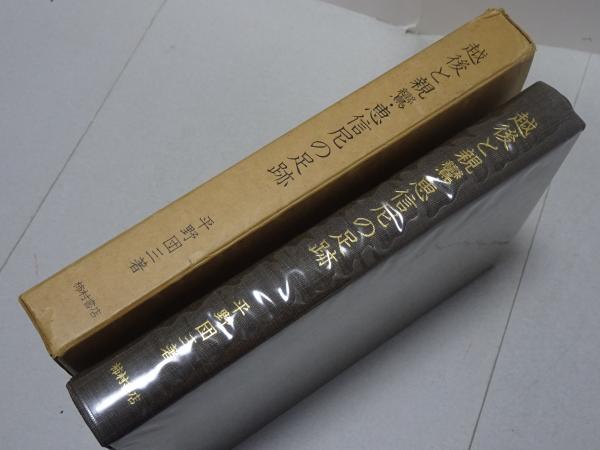 越後と親鸞・恵信尼の足跡
平野団三著
柿村書店
越後と親鸞・恵信尼の足跡
平野団三著
柿村書店